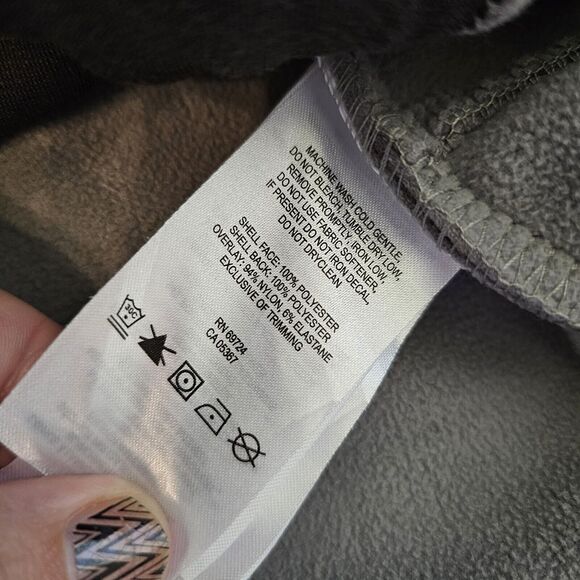 MACHINE WASH COLD GENTLE,
DO NOT BLEACH, TUMBLE DRY LOW,
REMOVE PROMPTLY, IRON LOW,
DO NOT USE FABRIC SOFTENER.
IF PRESENT DO NOT IRON DECAL
DO NOT DRYCLEAN
SHELL FACE: 100% POLYESTER
SHELL BACK: 100% POLYESTER
OVERLAY: 94% NYLON, 6% ELASTANE
EXCLUSIVE OF TRIMMING
RN 69724
CA 05367
30C